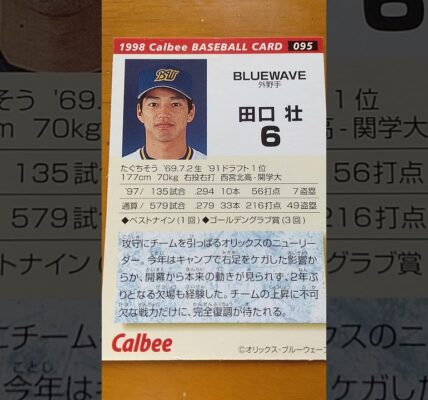 1998 Calbee BASEBALL CARD 095
BU
BLUEWAVE
外野手
田口 壮
6
たぐちそう '69.7.2生 '91ドラフト1位
177cm 70kg 右投右打 西宮北高-関学大
'97/135試合 .294 10本 56打点 7盗塁
通算/579試合 .279 33本 216打点 49盗塁
◆ベストナイン(1回)◆ゴールデングラブ賞(3回)
攻守にチームを引っぱるオリックスのニューリー
ダー。今年はキャンプで右足をケガした影響か
らか、開幕から本来の動きが見られず、2年ぶ
りとなる欠場も経験した。チームの上昇に不可
欠な戦力だけに、完全復調が待たれる。
Calbee
©オリックス・ブルーウェーブ